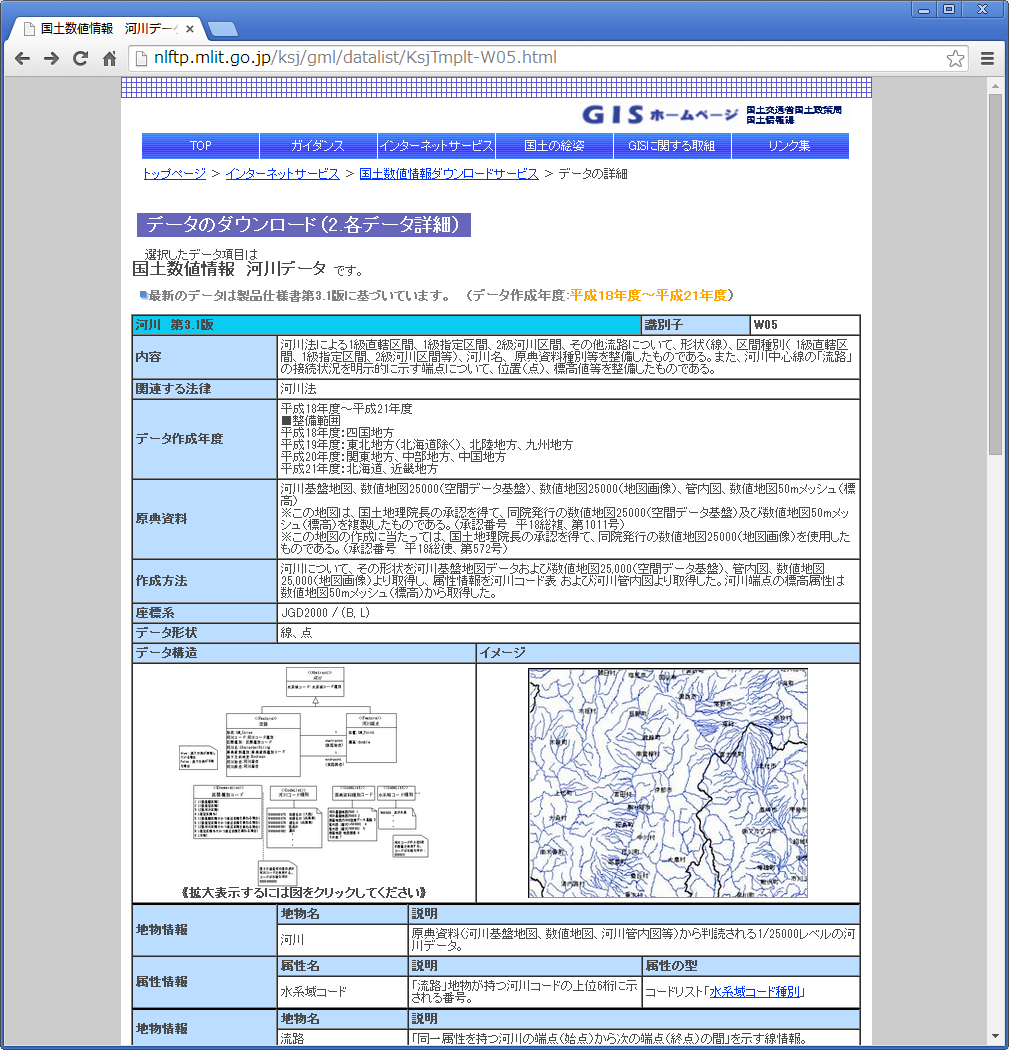 国土数値情報　河川デー
nlftp.mlit.go.jp/ksj/gml/datalist/KsjTmplt-W05.html
GISホームページ 国土交通省国土政策局
国土情報課
TOP ガイダンス インターネットサービス 国土の絵姿 GISに関する取組 リンク集
トップページ > インターネットサービス > 国土数値情報ダウンロードサービス > データの詳細
データのダウンロード(2.各データ詳細)
選択したデータ項目は
国土数値情報　河川データ です。
最新のデータは製品仕様書第3.1版に基づいています。 (データ作成年度:平成18年度～平成21年度)
河川　第3.1版 識別子 W05
内容
河川法による1級直轄区間、1級指定区間、2級河川区間、その他流路について、形状(線)、区間種別( 1級直轄区
間、1級指定区間、2級河川区間等)、河川名、原典資料種別等を整備したものである。また、河川中心線の「流路」
の接続状況を明示的に示す端点について、位置(点)、標高値等を整備したものである。
関連する法律 河川法
データ作成年度
平成18年度～平成21年度
■整備範囲
平成18年度：四国地方
平成19年度：東北地方(北海道除く)、北陸地方、九州地方
平成20年度：関東地方、中部地方、中国地方
平成21年度：北海道、近畿地方
原典資料
河川基盤地図、数値地図25000(空間データ基盤)、数値地図25000(地図画像)、管内図、数値地図50mメッシュ(標
高)
※この地図は、国土地理院長の承認を得て、同院発行の数値地図25000(空間データ基盤)及び数値地図50mメッ
シュ(標高)を複製したものである。(承認番号　平18総複、第1011号)
※この地図の作成に当たっては、国土地理院長の承認を得て、同院発行の数値地図25000(地図画像)を使用した
ものである。(承認番号　平18総使、第572号)
作成方法
河川について、その形状を河川基盤地図データおよび数値地図25,000(空間データ基盤)、管内図、数値地図
25,000(地図画像)より取得し、属性情報を河川コード表 および河川管内図より取得した。河川端点の標高属性は
数値地図50mメッシュ(標高)から取得した。
座標系 JGD2000 / (B, L)
データ形状 線、点
データ構造 イメージ
《拡大表示するには図をクリックしてください》
地物情報
地物名 説明
河川
原典資料(河川基盤地図、数値地図、河川管内図等)から判読される1/25000レベルの河
川データ。
属性情報
属性名 説明 属性の型
水系域コード
「流路」地物が持つ河川コードの上位6桁に示
される番号。
コードリスト「水系域コード種別」
地物情報
地物名 説明
流路 「同一属性を持つ河川の端点(始点)から次の端点(終点)の間」を示す線情報。